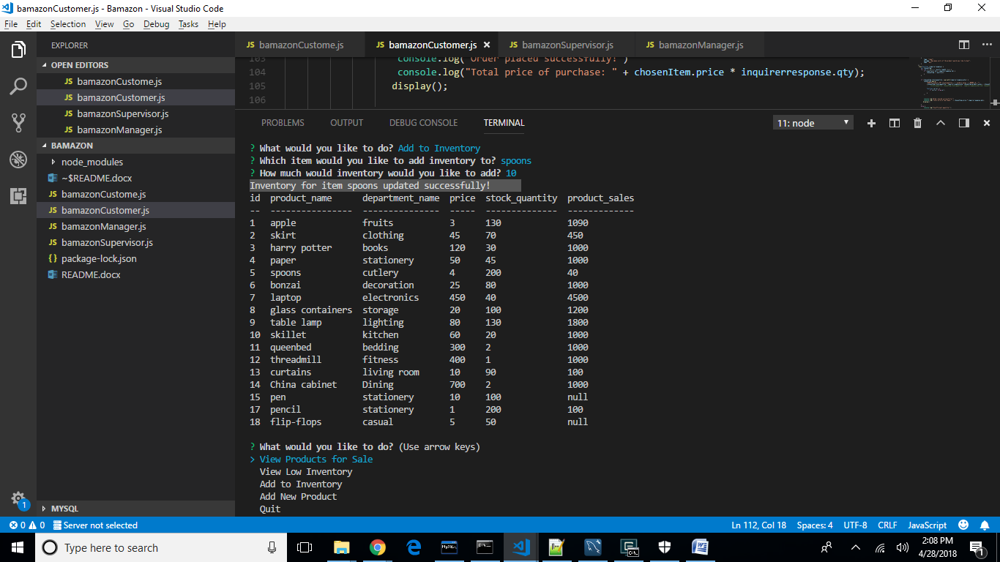 bamazonCustomer.js - Bamazon - Visual Studio Code
File Edit Selection View Go Debug Tasks Help
EXPLORER
OPEN EDITORS
JS bamazonCustome.js
JS bamazonCustomer.js
JS bamazonSupervisor.js
JS bamazonManager.js
BAMAZON
node_modules
~$README.docx
JS bamazonCustome.js
JS bamazonCustomer.js
JS bamazonManager.js
JS bamazonSupervisor.js
{} package-lock.json
README.docx
MYSQL
JS bamazonCustome.js JS bamazonCustomer.js JS bamazonSupervisor.js JS bamazonManager.js
103 console.log("Order placed successfully!")
104 console.log("Total price of purchase: " + chosenItem.price * inquirerresponse.qty);
105 display();
106
PROBLEMS OUTPUT DEBUG CONSOLE TERMINAL 11: node
? What would you like to do? Add to Inventory
? Which item would you like to add inventory to? spoons
? How much would inventory would you like to add? 10
Inventory for item spoons updated successfully!
id product_name department_name price stock_quantity product_sales
-- ---------------- --------------- ----- -------------- -------------
1 apple fruits 3 130 1090
2 skirt clothing 45 70 450
3 harry potter books 120 30 1000
4 paper stationery 50 45 1000
5 spoons cutlery 4 200 40
6 bonzai decoration 25 80 1000
7 laptop electronics 450 40 4500
8 glass containers storage 20 100 1200
9 table lamp lighting 80 130 1800
10 skillet kitchen 60 20 1000
11 queenbed bedding 300 2 1000
12 threadmill fitness 400 1 1000
13 curtains living room 10 90 100
14 China cabinet Dining 700 2 1000
15 pen stationery 10 100 null
17 pencil stationery 1 200 100
18 flip-flops casual 5 50 null
? What would you like to do? (Use arrow keys)
> View Products for Sale
View Low Inventory
Add to Inventory
Add New Product
Quit
1
0 0 Server not selected Ln 112, Col 18 Spaces: 4 UTF-8 CRLF JavaScript
Type here to search
2:08 PM
4/28/2018
1